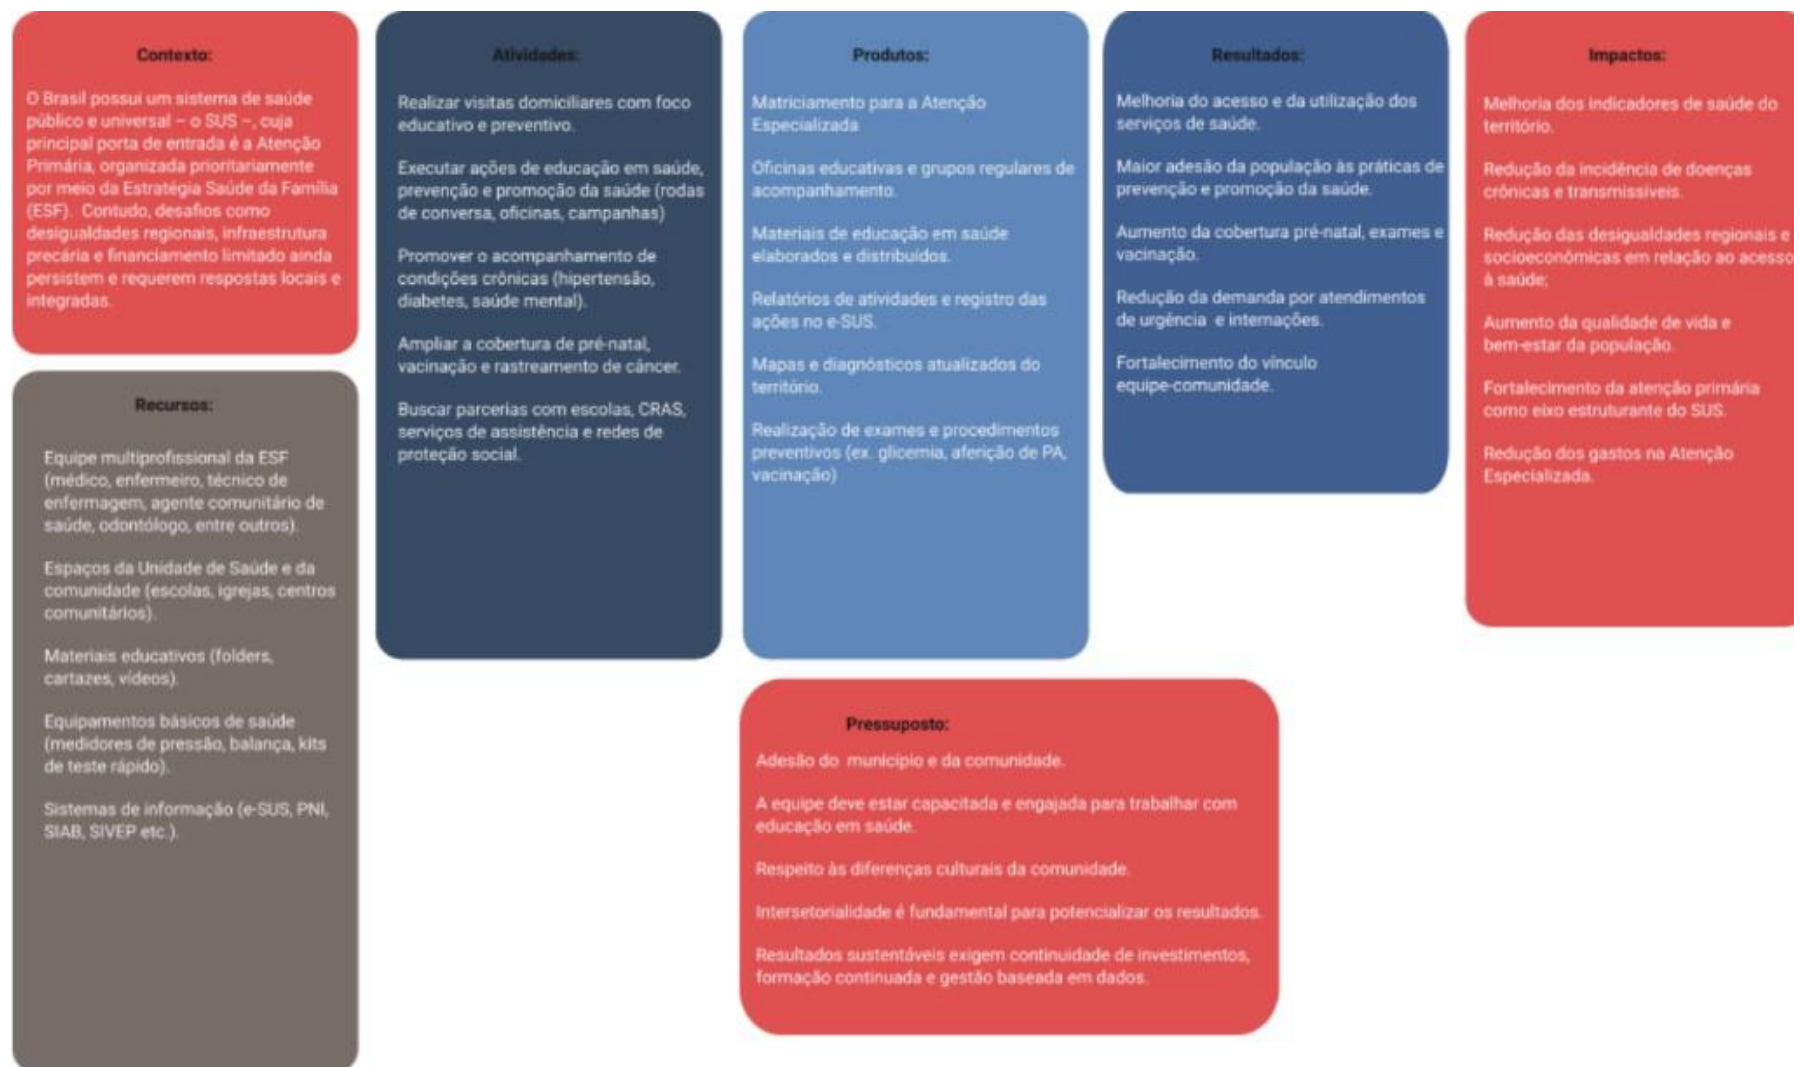 Contexto:
O Brasil possui um sistema de saúde
público e universal – o SUS –, cuja
principal porta de entrada é a Atenção
Primária, organizada prioritariamente
por meio da Estratégia Saúde da Família
(ESF). Contudo, desafios como
desigualdades regionais, infraestrutura
precária e financiamento limitado ainda
persistem e requerem respostas locais e
integradas.
Recursos:
Equipe multiprofissional da ESF
(médico, enfermeiro, técnico de
enfermagem, agente comunitário de
saúde, odontólogo, entre outros).
Espaços da Unidade de Saúde e da
comunidade (escolas, igrejas, centros
comunitários).
Materiais educativos (folders,
cartazes, vídeos).
Equipamentos básicos de saúde
(medidores de pressão, balança, kits
de teste rápido).
Sistemas de informação (e-SUS, PNI,
SIAB, SIVEP etc.).
Atividades:
Realizar visitas domiciliares com foco
educativo e preventivo.
Executar ações de educação em saúde,
prevenção e promoção da saúde (rodas
de conversa, oficinas, campanhas)
Promover o acompanhamento de
condições crônicas (hipertensão,
diabetes, saúde mental).
Ampliar a cobertura de pré-natal,
vacinação e rastreamento de câncer.
Buscar parcerias com escolas, CRAS,
serviços de assistência e redes de
proteção social.
Produtos:
Matriciamento para a Atenção
Especializada
Oficinas educativas e grupos regulares de
acompanhamento.
Materiais de educação em saúde
elaborados e distribuídos.
Relatórios de atividades e registro das
ações no e-SUS.
Mapas e diagnósticos atualizados do
território.
Realização de exames e procedimentos
preventivos (ex. glicemia, aferição de PA,
vacinação)
Resultados:
Melhoria do acesso e da utilização dos
serviços de saúde.
Maior adesão da população às práticas de
prevenção e promoção da saúde.
Aumento da cobertura pré-natal, exames e
vacinação.
Redução da demanda por atendimentos
de urgência e internações.
Fortalecimento do vínculo
equipe-comunidade.
Impactos:
Melhoria dos indicadores de saúde do
território.
Redução da incidência de doenças
crônicas e transmissíveis.
Redução das desigualdades regionais e
socioeconômicas em relação ao acesso
à saúde;
Aumento da qualidade de vida e
bem-estar da população.
Fortalecimento da atenção primária
como eixo estruturante do SUS.
Redução dos gastos na Atenção
Especializada.
Pressuposto:
Adesão do município e da comunidade.
A equipe deve estar capacitada e engajada para trabalhar com
educação em saúde.
Respeito às diferenças culturais da comunidade.
Intersetorialidade é fundamental para potencializar os resultados.
Resultados sustentáveis exigem continuidade de investimentos,
formação continuada e gestão baseada em dados.